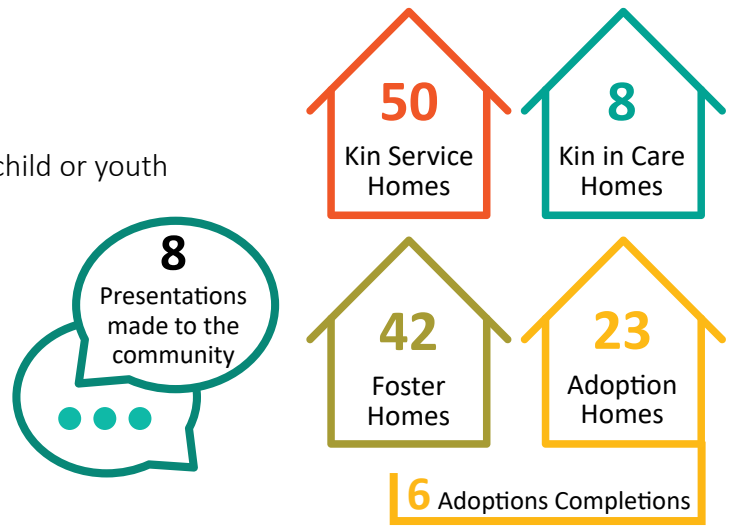 child or youth
8
Presentations
made to the
community
50
Kin Service
Homes
8
Kin in Care
Homes
42
Foster
Homes
23
Adoption
Homes
6 Adoptions Completions